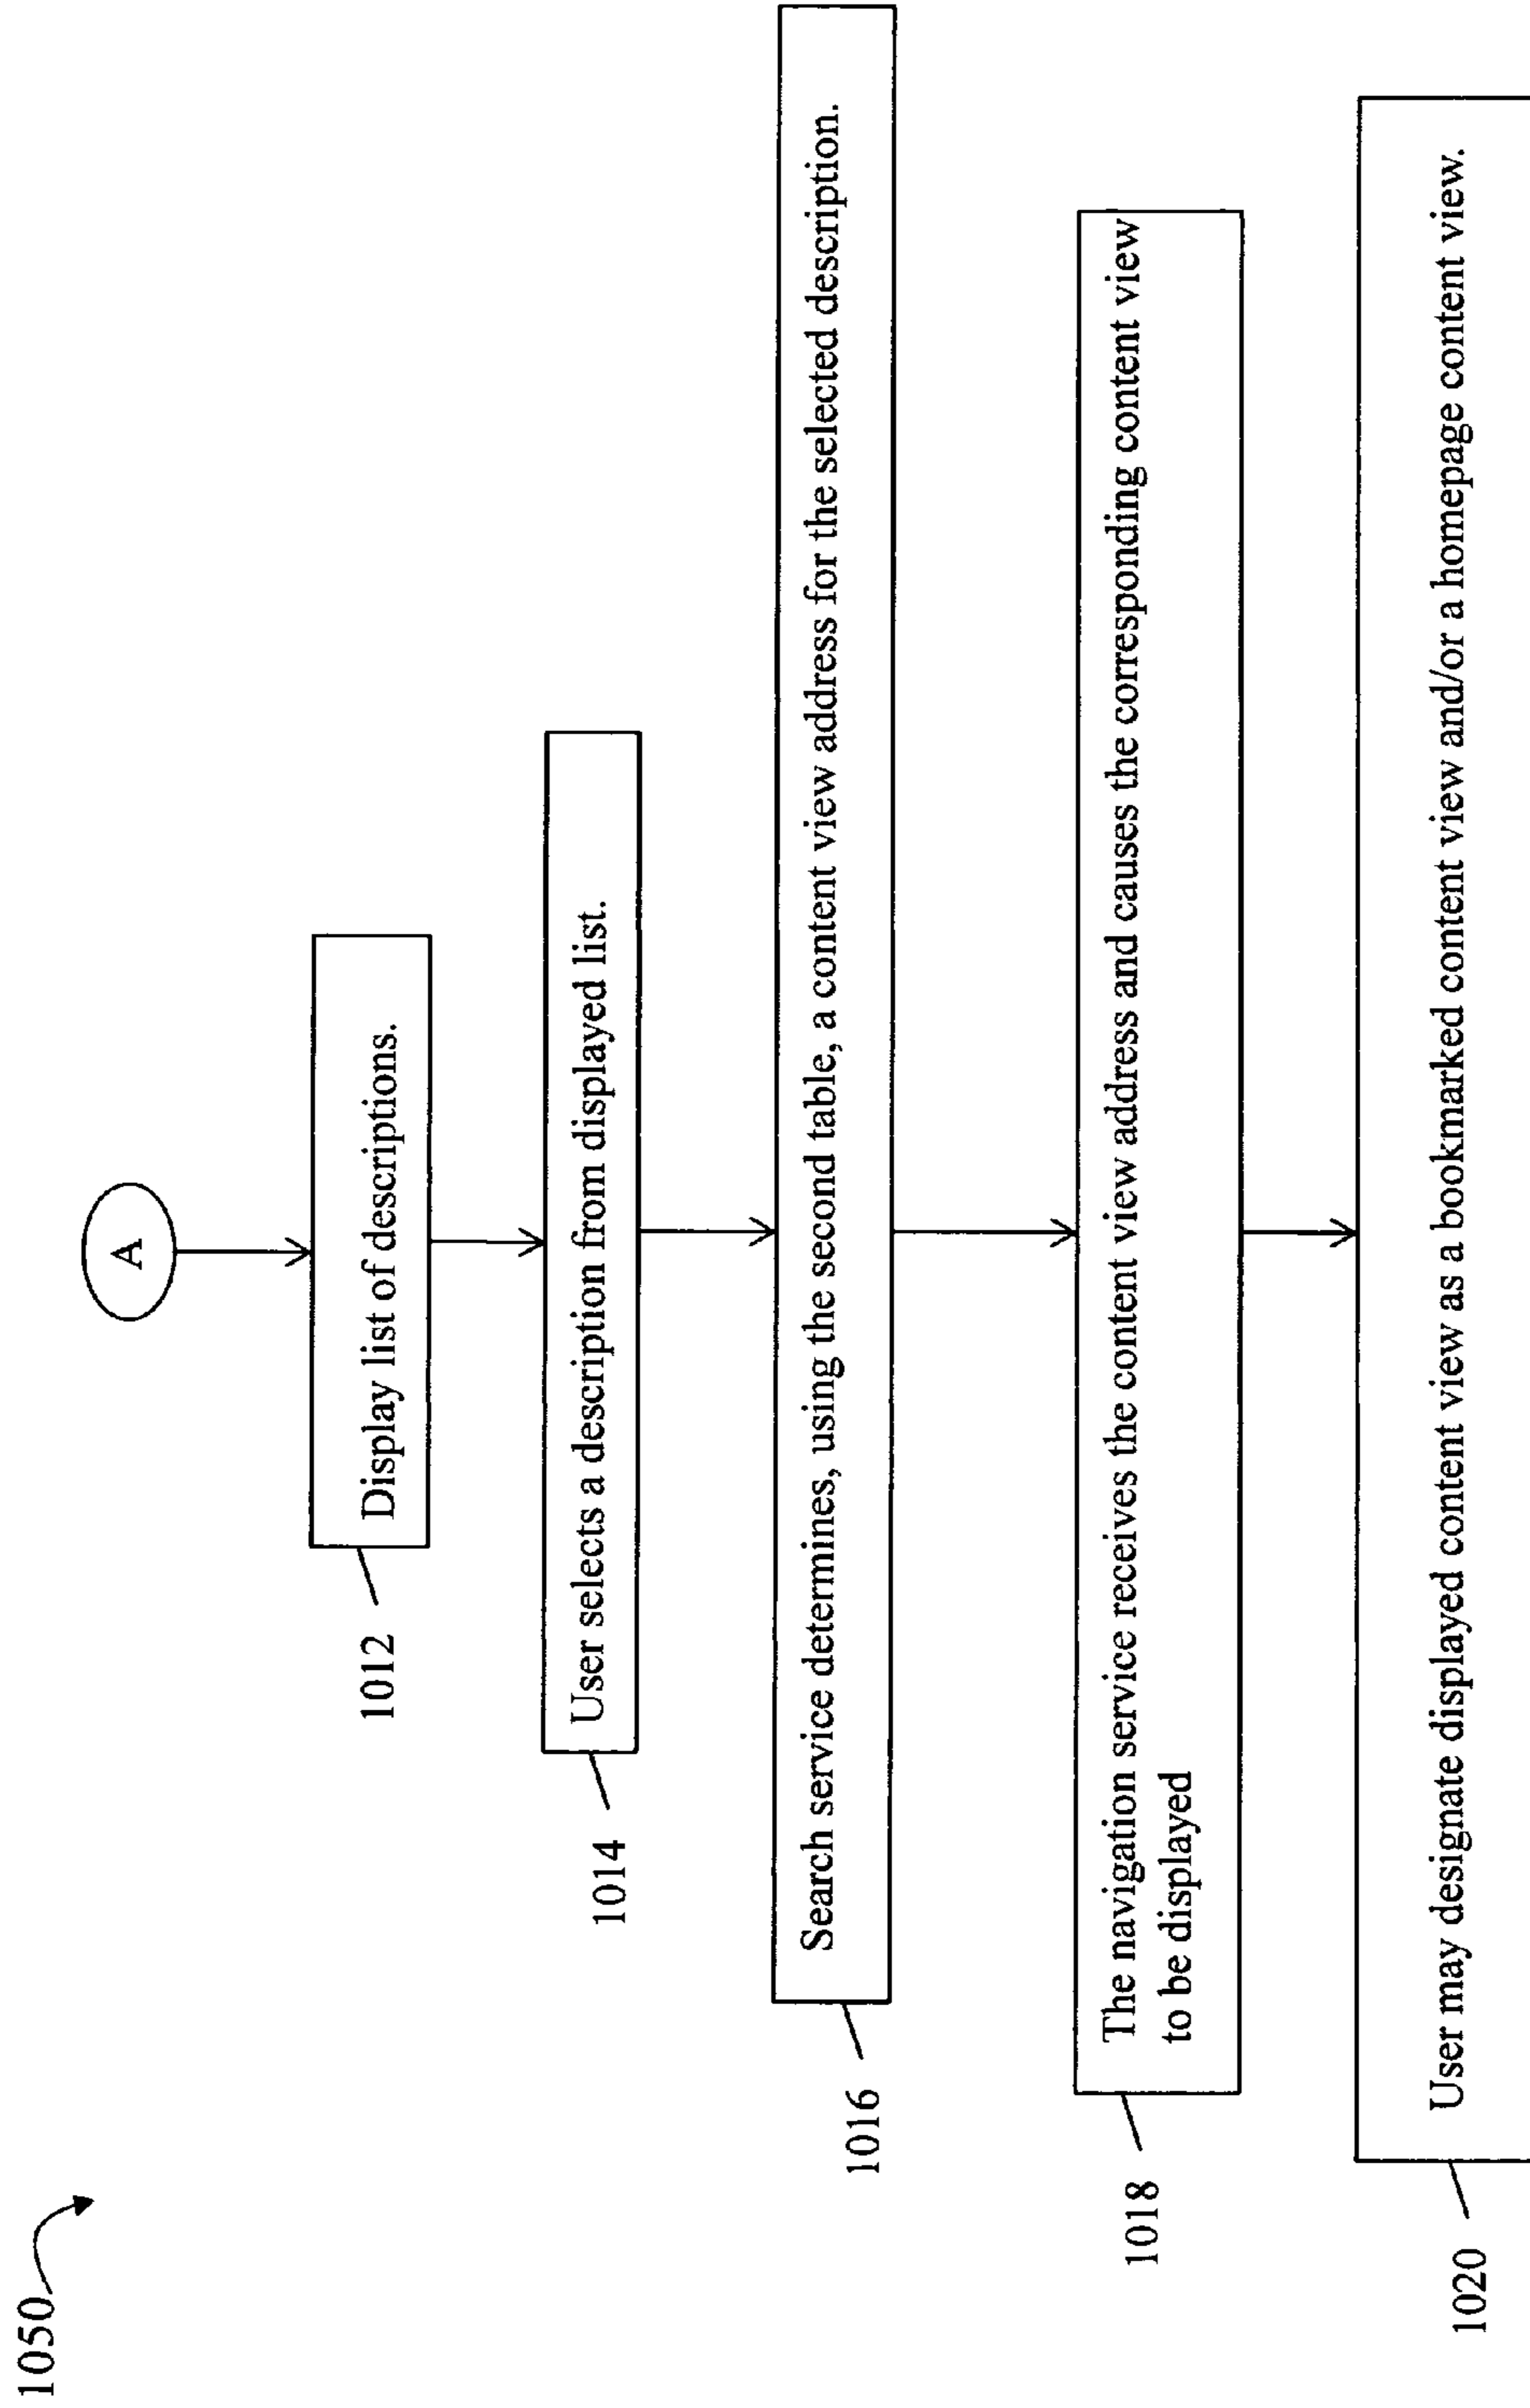 1050
A
Display list of descriptions.
1012
User selects a description from displayed list.
1014
Search service determines, using the second table, a content view address for the selected description.
1016
The navigation service receives the content view address and causes the corresponding content view
to be displayed
1018
User may designate displayed content view as a bookmarked content view and/or a homepage content view.
1020